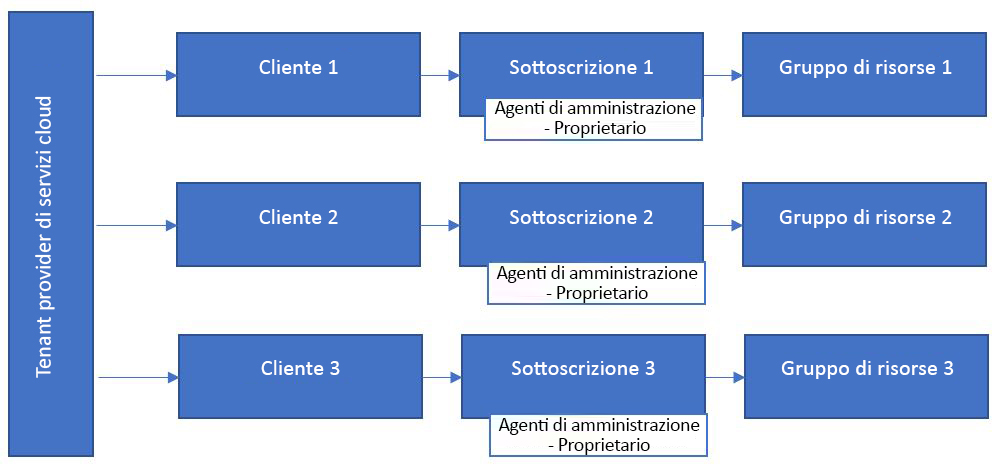 Tenant provider di servizi cloud
Cliente 1
Sottoscrizione 1
Agenti di amministrazione
- Proprietario
Gruppo di risorse 1
Cliente 2
Sottoscrizione 2
Agenti di amministrazione
- Proprietario
Gruppo di risorse 2
Cliente 3
Sottoscrizione 3
Agenti di amministrazione
- Proprietario
Gruppo di risorse 3